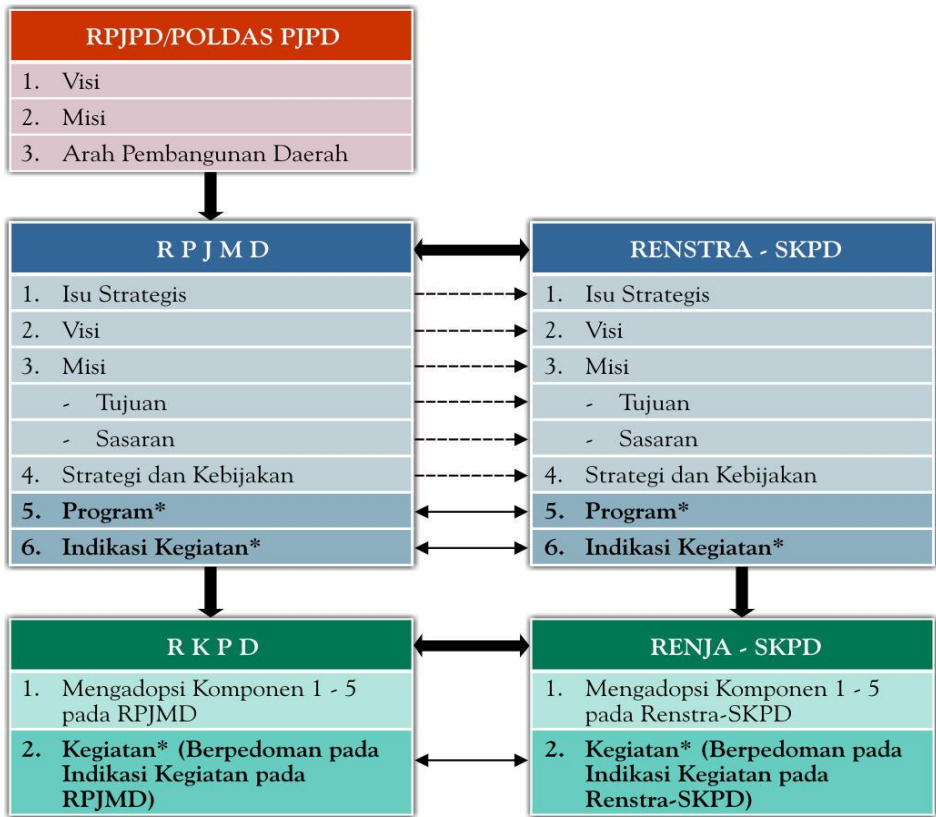 RPJPD/POLDAS PJPD
1. Visi
2. Misi
3. Arah Pembangunan Daerah
R P J M D
1. Isu Strategis
2. Visi
3. Misi
- Tujuan
- Sasaran
4. Strategi dan Kebijakan
5. Program*
6. Indikasi Kegiatan*
RENSTRA - SKPD
1. Isu Strategis
2. Visi
3. Misi
- Tujuan
- Sasaran
4. Strategi dan Kebijakan
5. Program*
6. Indikasi Kegiatan*
R K P D
1. Mengadopsi Komponen 1 - 5
pada RPJMD
2. Kegiatan* (Berpedoman pada
Indikasi Kegiatan pada
RPJMD)
RENJA - SKPD
1. Mengadopsi Komponen 1 - 5
pada Renstra-SKPD
2. Kegiatan* (Berpedoman pada
Indikasi Kegiatan pada
Renstra-SKPD)